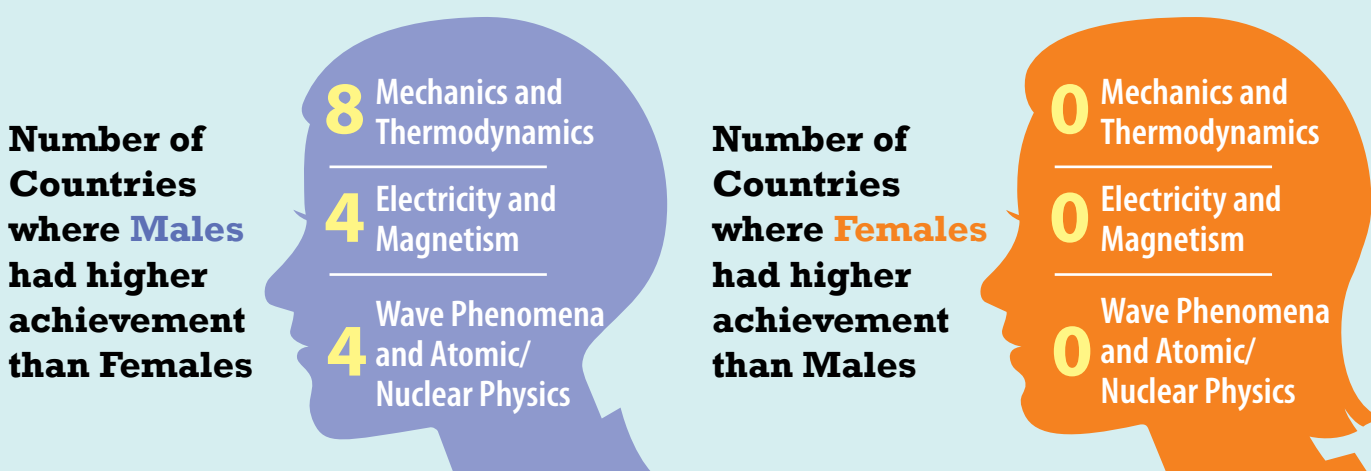 Number of
Countries
where Males
had higher
achievement
than Females
8 Mechanics and
Thermodynamics
4 Electricity and
Magnetism
4 Wave Phenomena
and Atomic/
Nuclear Physics
Number of
Countries
where Females
had higher
achievement
than Males
0 Mechanics and
Thermodynamics
0 Electricity and
Magnetism
0 Wave Phenomena
and Atomic/
Nuclear Physics